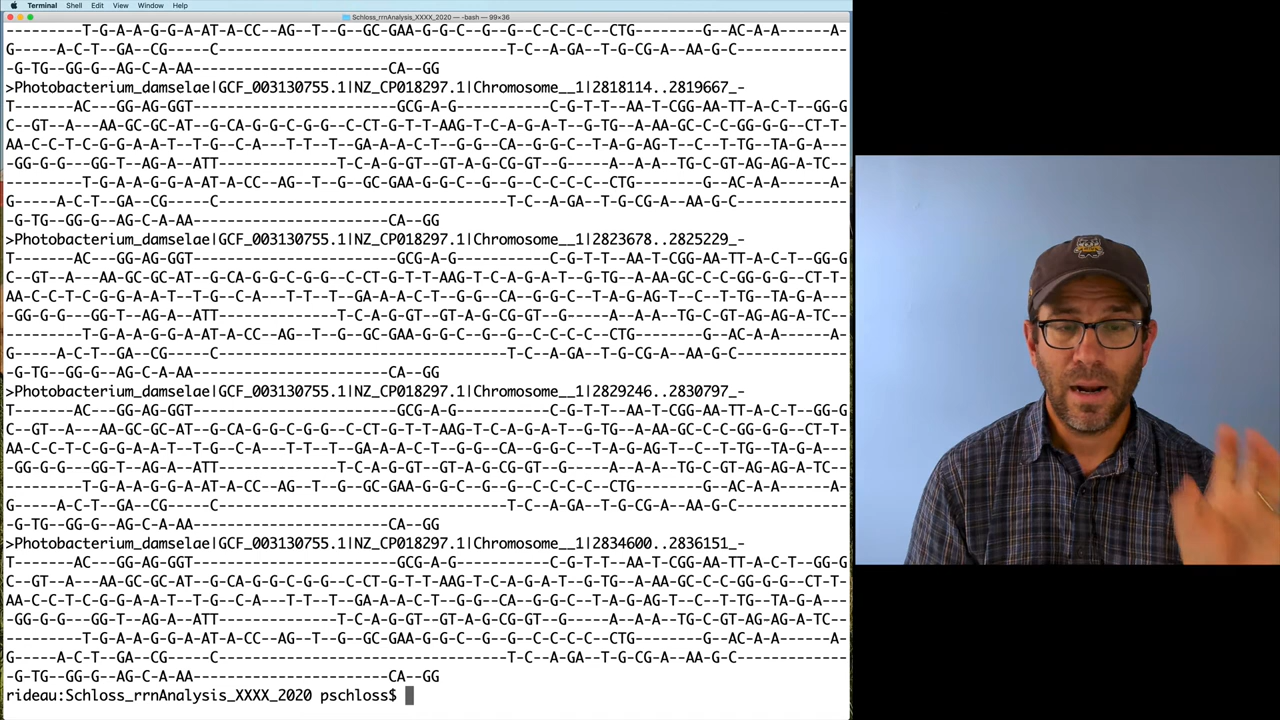 Terminal Shell Edit View Window Help
Schloss_rrnAnalysis_XXXX_2020 — -bash — 99×36
----------T-G-A-A-G-G-A-AT-A-CC--AG--T--G--GC-GAA-G-G-C--G--G--C-C-C-C--CTG--------G--AC-A-A------A-
G-----A-C-T--GA--CG-----C----------------------------------T-C--A-GA--T-G-CG-A--AA-G-C-------------
-G-TG--GG-G--AG-C-A-AA-----------------------CA--GG
>Photobacterium_damselae|GCF_003130755.1|NZ_CP018297.1|Chromosome__1|2818114..2819667_-
T-------AC---GG-AG-GGT------------------------GCG-A-G-----------C-G-T-T--AA-T-CGG-AA-TT-A-C-T--GG-G
C--GT--A---AA-GC-GC-AT--G-CA-GG-C-GG--C-CT-G-T-T-AAG-T-C-A-G-A-T--G-TG--A-AA-GC-C-C-GG-G-G--CT-T-
AA-C-C-T-C-G-G-A-A-T--T-G--C-A---T-T--T--GA-A-A-C-T--G-G--CA--G-G-C--T-A-G-AG-T--C--T-TG--TA-G-A---
-GG-G-G---GG-T--AG-A--ATT--------------T-C-A-G-GT--GT-A-G-CG-GT--G-----A-A-A--TG-C-GT-AG-AG-A-TC--
----------T-G-A-A-G-G-A-AT-A-CC--AG--T--G--GC-GAA-G-G-C--G--G--C-C-C-C--CTG--------G--AC-A-A------A-
G-----A-C-T--GA--CG-----C----------------------------------T-C--A-GA--T-G-CG-A--AA-G-C-------------
-G-TG--GG-G--AG-C-A-AA-----------------------CA--GG
>Photobacterium_damselae|GCF_003130755.1|NZ_CP018297.1|Chromosome__1|2823678..2825229_-
T-------AC---GG-AG-GGT------------------------GCG-A-G-----------C-G-T-T--AA-T-CGG-AA-TT-A-C-T--GG-G
C--GT--A---AA-GC-GC-AT--G-CA-GG-C-GG--C-CT-G-T-T-AAG-T-C-A-G-A-T--G-TG--A-AA-GC-C-C-GG-G-G--CT-T-
AA-C-C-T-C-G-G-A-A-T--T-G--C-A---T-T--T--GA-A-A-C-T--G-G--CA--G-G-C--T-A-G-AG-T--C--T-TG--TA-G-A---
-GG-G-G---GG-T--AG-A--ATT--------------T-C-A-G-GT--GT-A-G-CG-GT--G-----A-A-A--TG-C-GT-AG-AG-A-TC--
----------T-G-A-A-G-G-A-AT-A-CC--AG--T--G--GC-GAA-G-G-C--G--G--C-C-C-C--CTG--------G--AC-A-A------A-
G-----A-C-T--GA--CG-----C----------------------------------T-C--A-GA--T-G-CG-A--AA-G-C-------------
-G-TG--GG-G--AG-C-A-AA-----------------------CA--GG
>Photobacterium_damselae|GCF_003130755.1|NZ_CP018297.1|Chromosome__1|2829246..2830797_-
T-------AC---GG-AG-GGT------------------------GCG-A-G-----------C-G-T-T--AA-T-CGG-AA-TT-A-C-T--GG-G
C--GT--A---AA-GC-GC-AT--G-CA-GG-C-GG--C-CT-G-T-T-AAG-T-C-A-G-A-T--G-TG--A-AA-GC-C-C-GG-G-G--CT-T-
AA-C-C-T-C-G-G-A-A-T--T-G--C-A---T-T--T--GA-A-A-C-T--G-G--CA--G-G-C--T-A-G-AG-T--C--T-TG--TA-G-A---
-GG-G-G---GG-T--AG-A--ATT--------------T-C-A-G-GT--GT-A-G-CG-GT--G-----A-A-A--TG-C-GT-AG-AG-A-TC--
----------T-G-A-A-G-G-A-AT-A-CC--AG--T--G--GC-GAA-G-G-C--G--G--C-C-C-C--CTG--------G--AC-A-A------A-
G-----A-C-T--GA--CG-----C----------------------------------T-C--A-GA--T-G-CG-A--AA-G-C-------------
-G-TG--GG-G--AG-C-A-AA-----------------------CA--GG
>Photobacterium_damselae|GCF_003130755.1|NZ_CP018297.1|Chromosome__1|2834600..2836151_-
T-------AC---GG-AG-GGT------------------------GCG-A-G-----------C-G-T-T--AA-T-CGG-AA-TT-A-C-T--GG-G
C--GT--A---AA-GC-GC-AT--G-CA-GG-C-GG--C-CT-G-T-T-AAG-T-C-A-G-A-T--G-TG--A-AA-GC-C-C-GG-G-G--CT-T-
AA-C-C-T-C-G-G-A-A-T--T-G--C-A---T-T--T--GA-A-A-C-T--G-G--CA--G-G-C--T-A-G-AG-T--C--T-TG--TA-G-A---
-GG-G-G---GG-T--AG-A--ATT--------------T-C-A-G-GT--GT-A-G-CG-GT--G-----A-A-A--TG-C-GT-AG-AG-A-TC--
----------T-G-A-A-G-G-A-AT-A-CC--AG--T--G--GC-GAA-G-G-C--G--G--C-C-C-C--CTG--------G--AC-A-A------A-
G-----A-C-T--GA--CG-----C----------------------------------T-C--A-GA--T-G-CG-A--AA-G-C-------------
-G-TG--GG-G--AG-C-A-AA-----------------------CA--GG
rideau:Schloss_rrnAnalysis_XXXX_2020 pschloss$